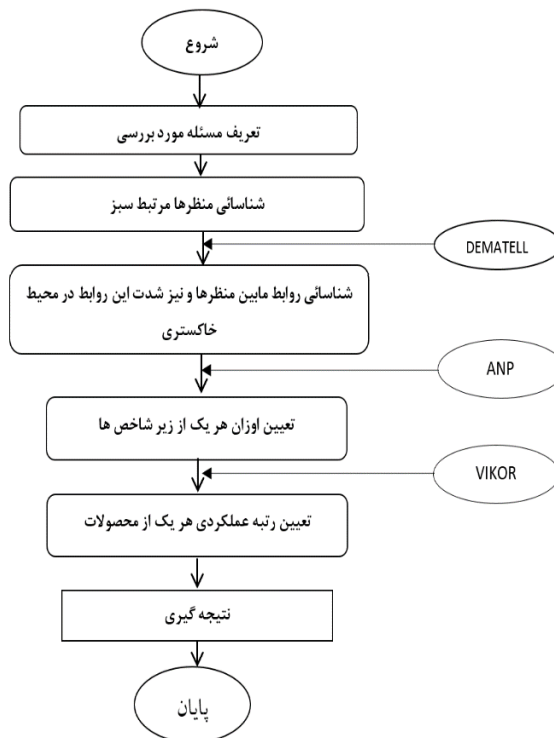 شروع
تعریف مسئله مورد بررسی
شناسائی منظرها مرتبط سبز
DEMATELL
شناسائی روابط مابین منظرها و نیز شدت این روابط در محیط
خاکستری
ANP
تعیین اوزان هر یک از زیر شاخص ها
VIKOR
تعیین رتبه عملکردی هر یک از محصولات
نتیجه گیری
پایان